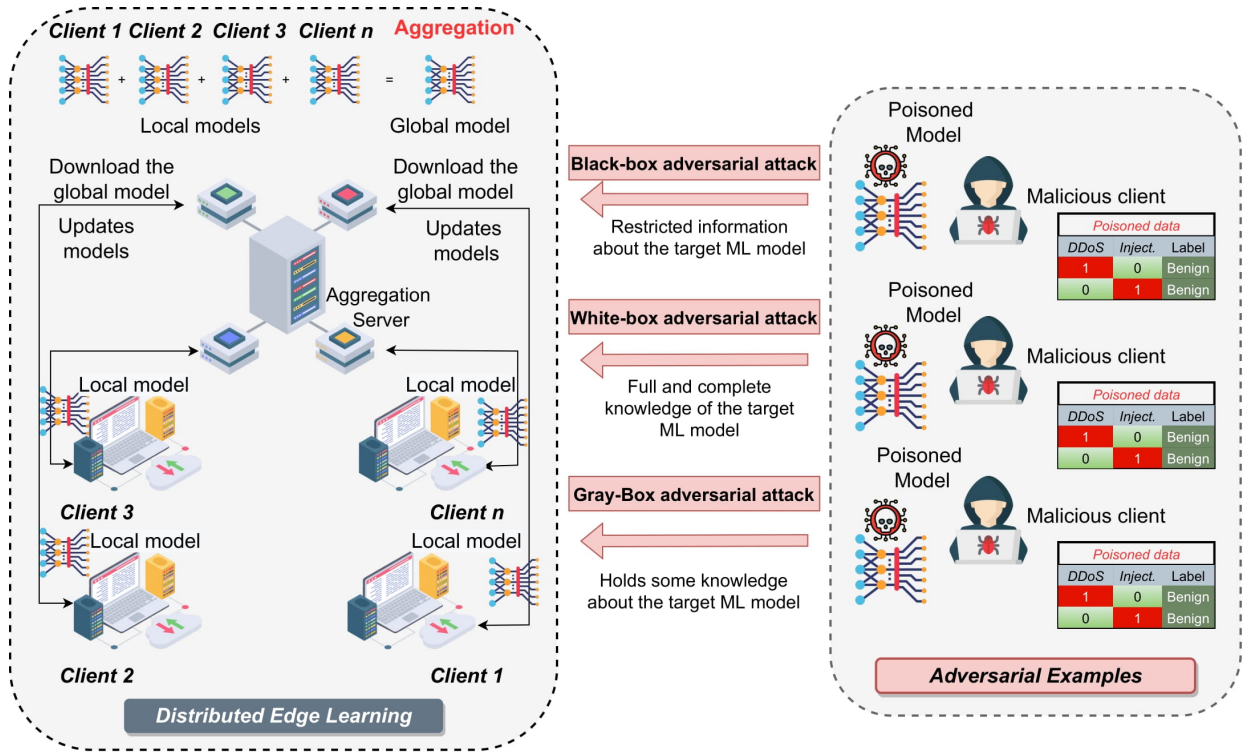 Client 1 Client 2 Client 3 Client n Aggregation
+ + + =
Local models
Global model
Download the
global model
Updates
models
Download the
global model
Updates
models
Aggregation
Server
Local model
Client 3
Local model
Client n
Local model
Client 2
Local model
Client 1
Distributed Edge Learning
Black-box adversarial attack
Restricted information
about the target ML model
White-box adversarial attack
Full and complete
knowledge of the target
ML model
Gray-Box adversarial attack
Holds some knowledge
about the target ML model
Poisoned
Model
Malicious client
Poisoned data
DDoS Inject. Label
1 0 Benign
0 1 Benign
Poisoned
Model
Malicious client
Poisoned data
DDoS Inject. Label
1 0 Benign
0 1 Benign
Poisoned
Model
Malicious client
Poisoned data
DDoS Inject. Label
1 0 Benign
0 1 Benign
Adversarial Examples